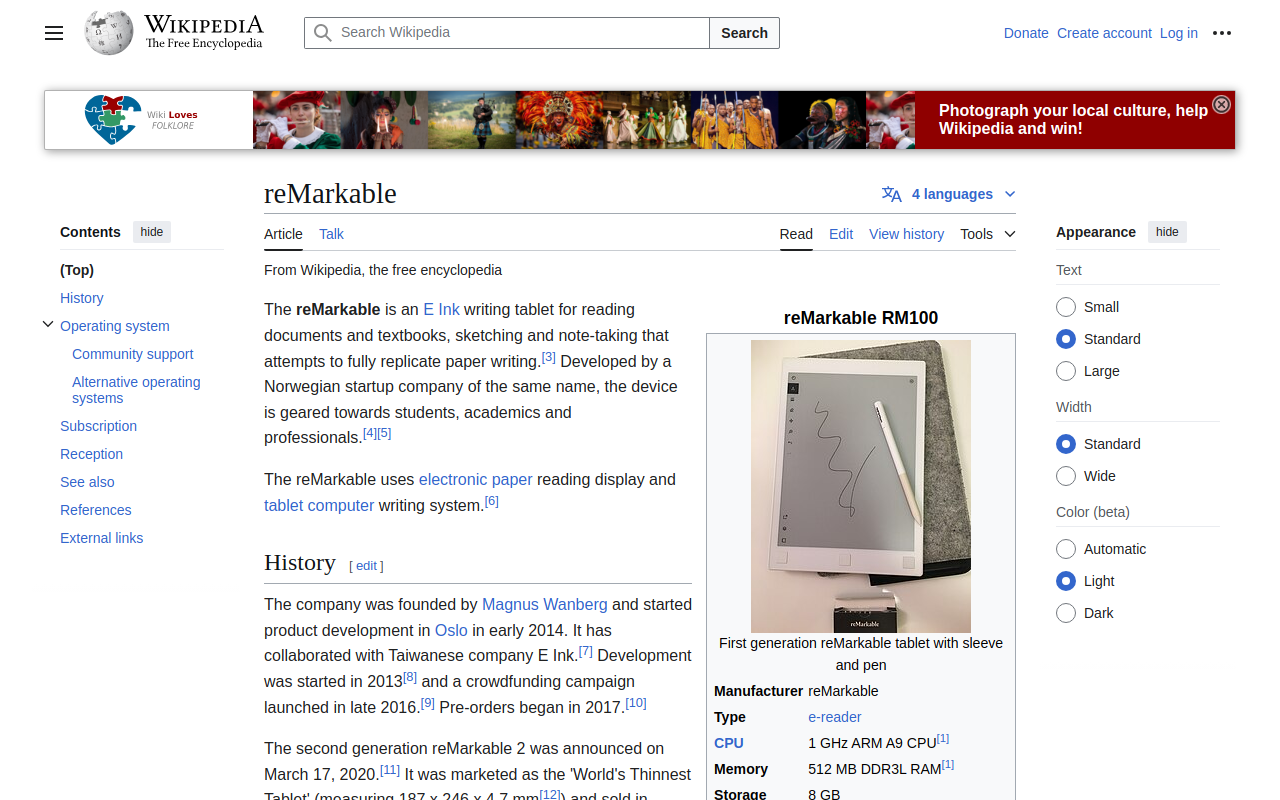 WIKIPEDIA
The Free Encyclopedia
Search Wikipedia
Search
Donate Create account Log in
Wiki Loves
FOLKLORE
Photograph your local culture, help
Wikipedia and win!
reMarkable
4 languages
Contents hide
(Top)
History
Operating system
Community support
Alternative operating
systems
Subscription
Reception
See also
References
External links
Article Talk
Read Edit View history Tools
From Wikipedia, the free encyclopedia
The reMarkable is an E Ink writing tablet for reading
documents and textbooks, sketching and note-taking that
attempts to fully replicate paper writing.[3] Developed by a
Norwegian startup company of the same name, the device
is geared towards students, academics and
professionals.[4][5]
The reMarkable uses electronic paper reading display and
tablet computer writing system.[6]
History [ edit ]
The company was founded by Magnus Wanberg and started
product development in Oslo in early 2014. It has
collaborated with Taiwanese company E Ink.[7] Development
was started in 2013[8] and a crowdfunding campaign
launched in late 2016.[9] Pre-orders began in 2017.[10]
The second generation reMarkable 2 was announced on
March 17, 2020.[11] It was marketed as the 'World's Thinnest
Tablet' (measuring 187 x 246 x 4.7 mm[12]) and sold in
reMarkable RM100
reMarkable
First generation reMarkable tablet with sleeve
and pen
Manufacturer reMarkable
Type e-reader
CPU 1 GHz ARM A9 CPU[1]
Memory 512 MB DDR3L RAM[1]
Storage 8 GB
Appearance hide
Text
Small
Standard
Large
Width
Standard
Wide
Color (beta)
Automatic
Light
Dark